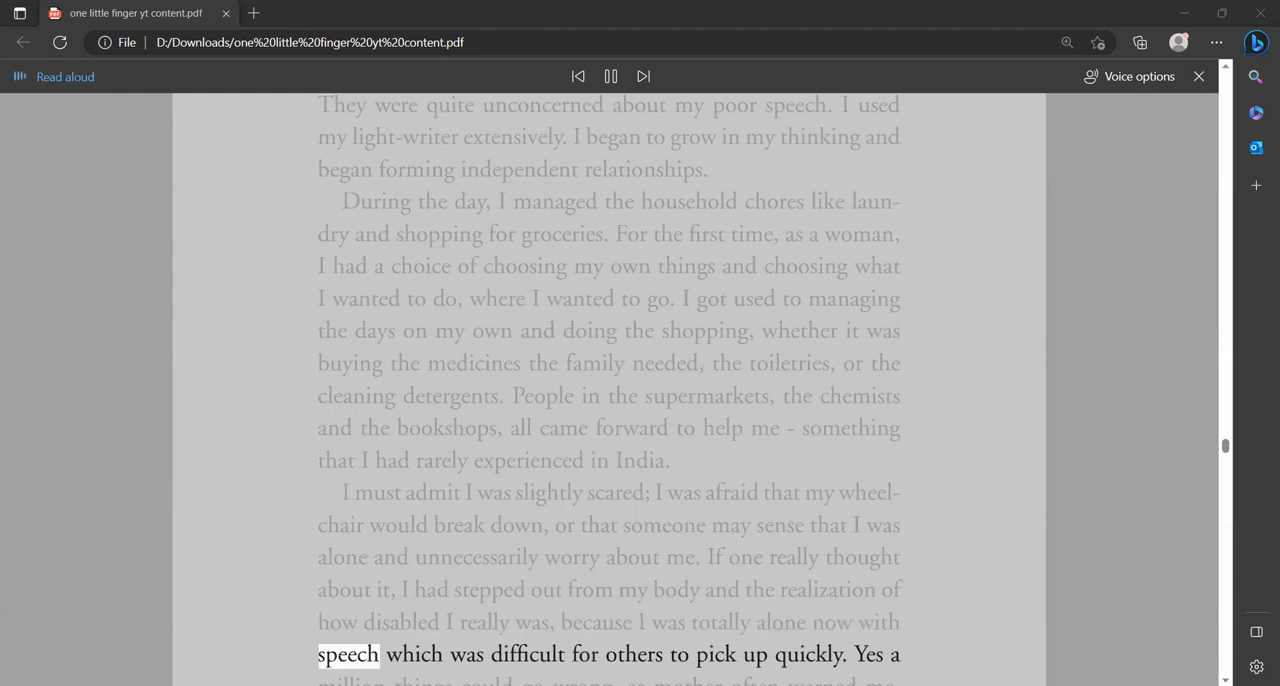 one little finger yt content.pdf
File
D:/Downloads/one%20little%20finger%20yt%20content.pdf
Read aloud
Voice options
They were quite unconcerned about my poor speech. I used
my light-writer extensively. I began to grow in my thinking and
began forming independent relationships.
During the day, I managed the household chores like laun-
dry and shopping for groceries. For the first time, as a woman,
I had a choice of choosing my own things and choosing what
I wanted to do, where I wanted to go. I got used to managing
the days on my own and doing the shopping, whether it was
buying the medicines the family needed, the toiletries, or the
cleaning detergents. People in the supermarkets, the chemists
and the bookshops, all came forward to help me - something
that I had rarely experienced in India.
I must admit I was slightly scared; I was afraid that my wheel-
chair would break down, or that someone may sense that I was
alone and unnecessarily worry about me. If one really thought
about it, I had stepped out from my body and the realization of
how disabled I really was, because I was totally alone now with
speech which was difficult for others to pick up quickly. Yes a
million things could go wrong, as mother often warned me.